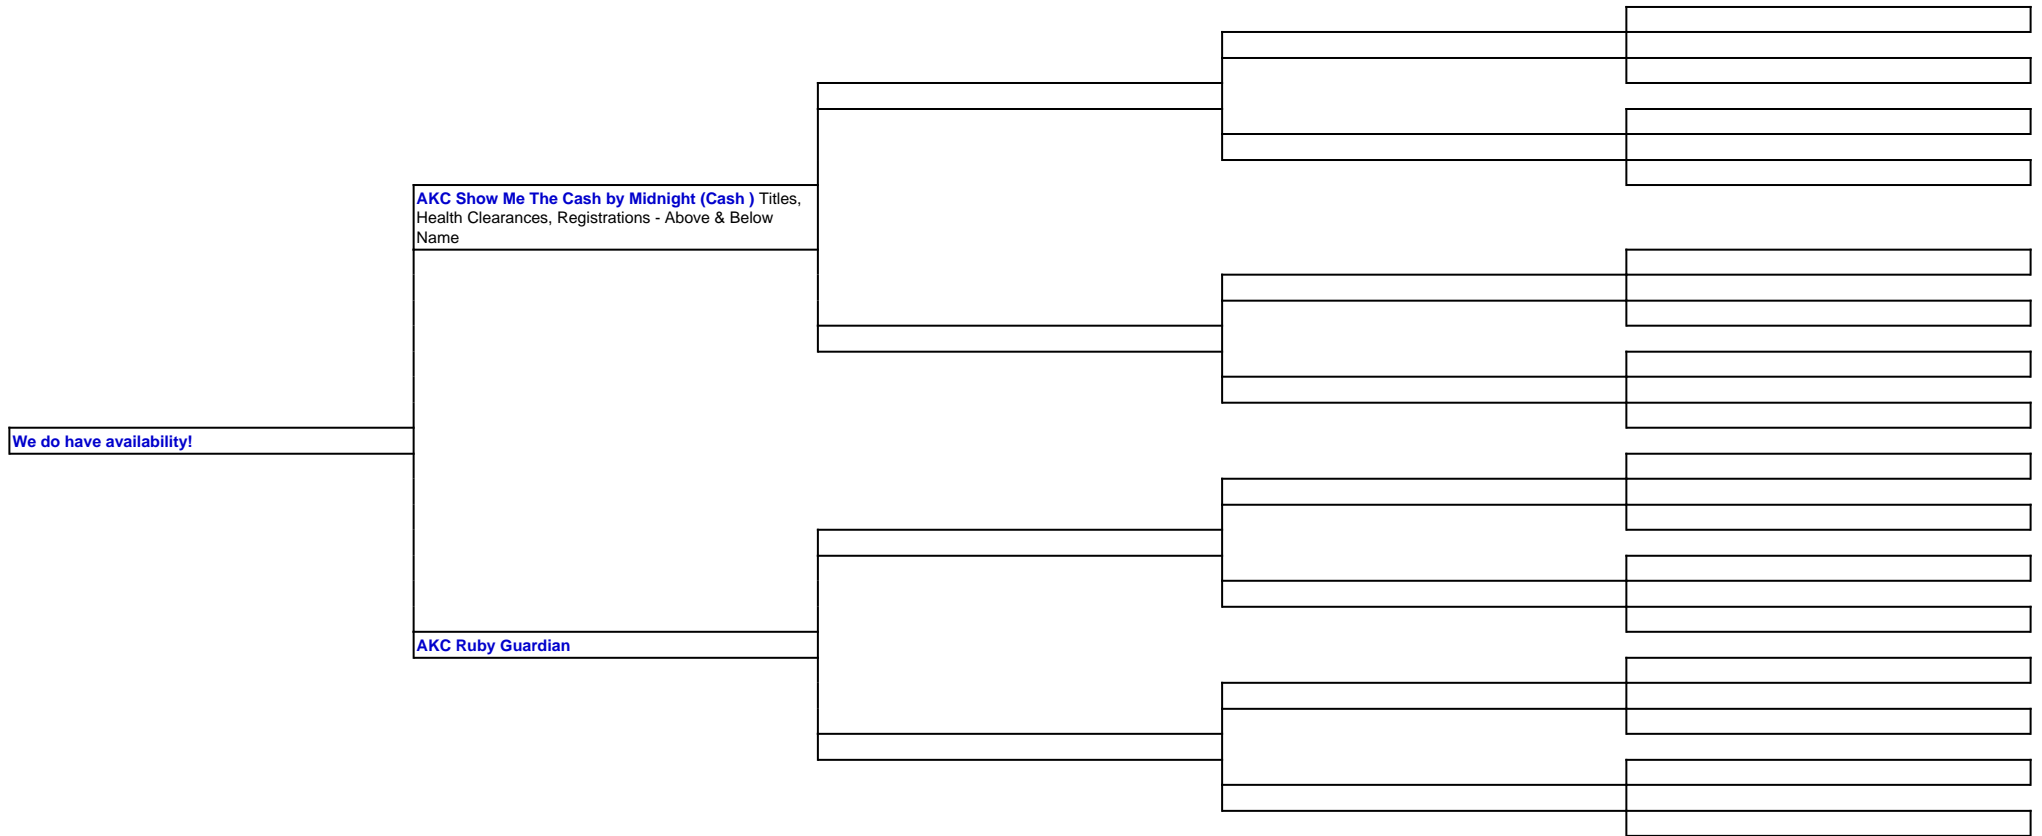 AKC Show Me The Cash by Midnight (Cash ) Titles,
Health Clearances, Registrations - Above & Below
Name
We do have availability!
AKC Ruby Guardian